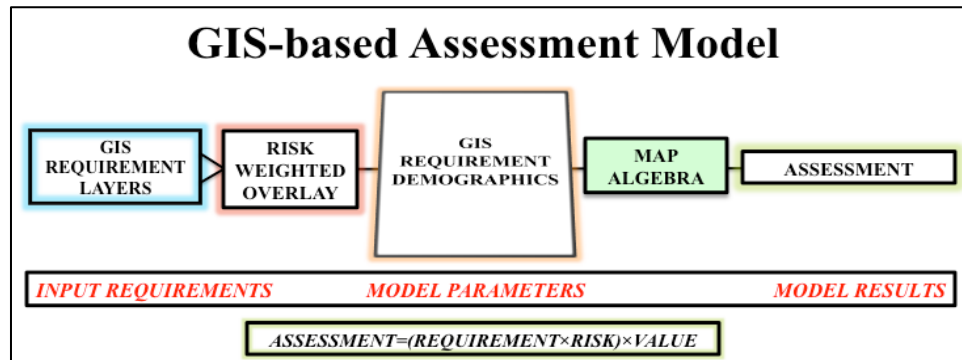 GIS-based Assessment Model
GIS
REQUIREMENT
LAYERS
RISK
WEIGHTED
OVERLAY
GIS
REQUIREMENT
DEMOGRAPHICS
MAP
ALGEBRA
ASSESSMENT
INPUT REQUIREMENTS
MODEL PARAMETERS
MODEL RESULTS
ASSESSMENT=(REQUIREMENT×RISK)×VALUE